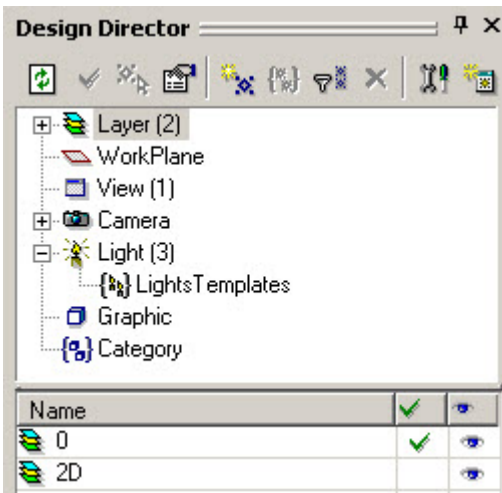 Design Director
Layer (2)
WorkPlane
View (1)
Camera
Light (3)
LightsTemplates
Graphic
Category
Name
0
2D